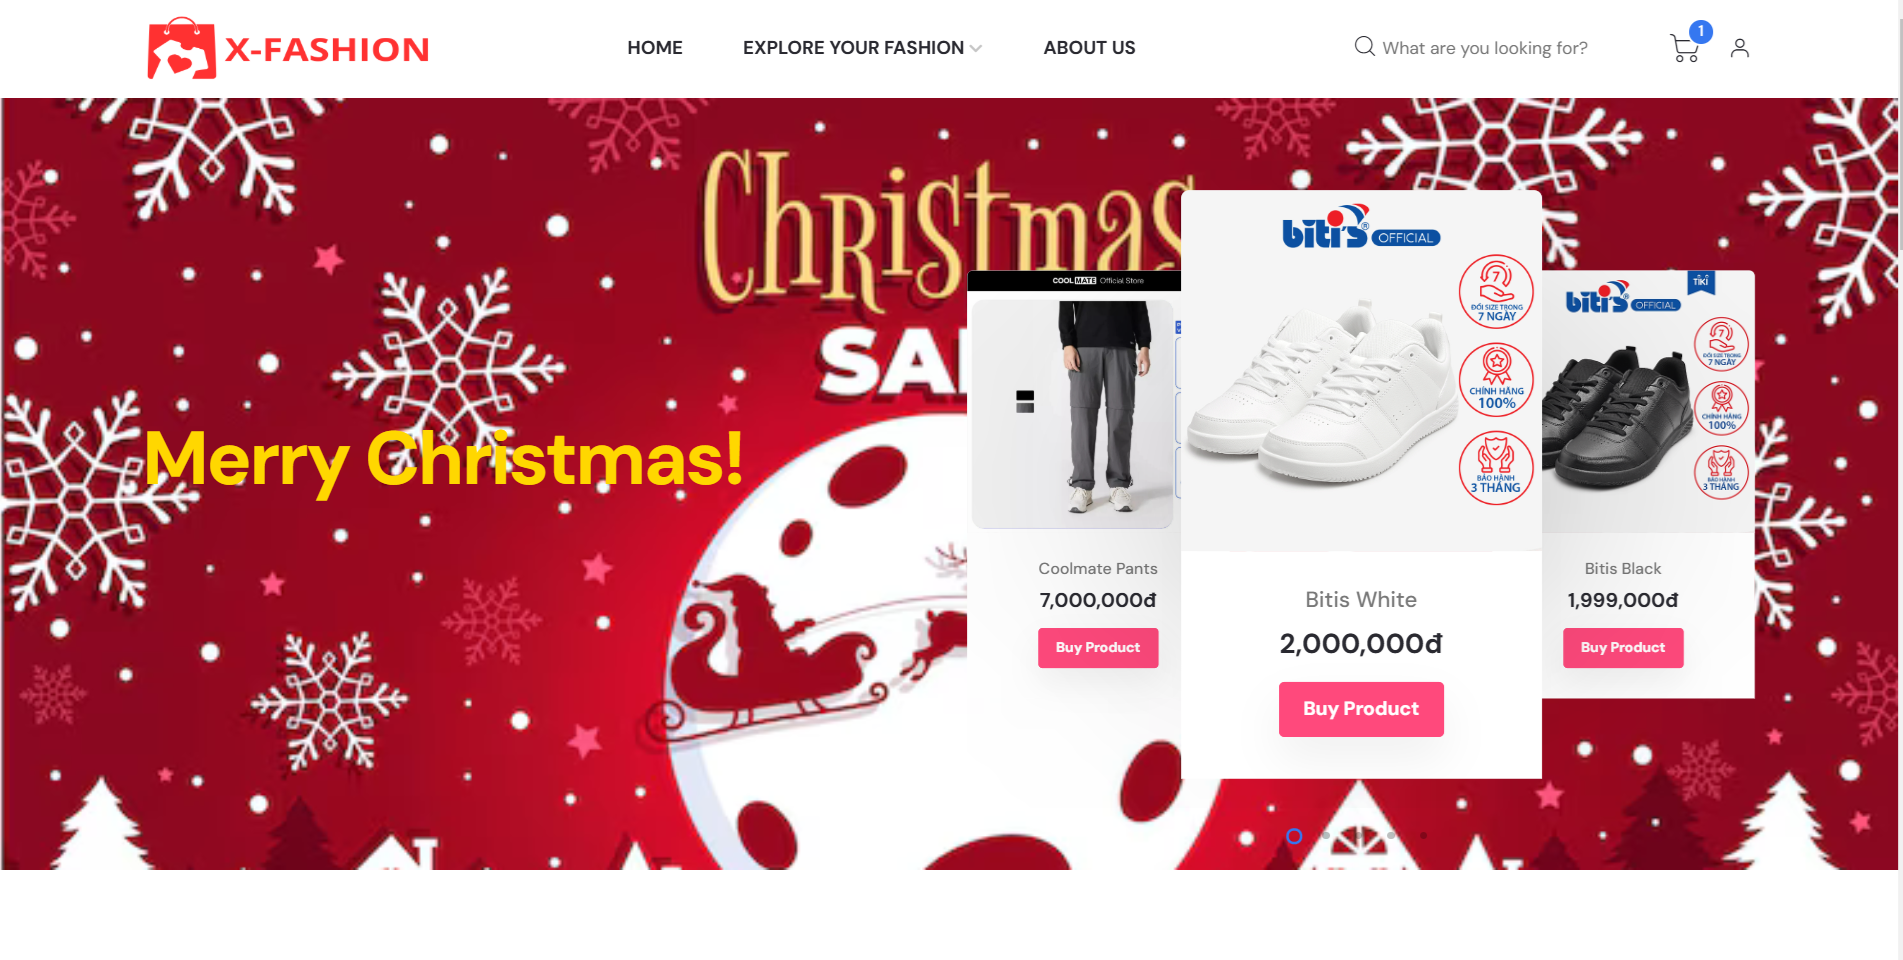 X-FASHION
HOME
EXPLORE YOUR FASHION
ABOUT US
What are you looking for?
1
Christmas
Merry Christmas!
COOLMATE Official Store
Coolmate Pants
7,000,000đ
Buy Product
biti's® OFFICIAL
7
ĐỔI SIZE TRONG
7 NGÀY
CHÍNH HÃNG
100%
BẢO HÀNH
3 THÁNG
Bitis White
2,000,000đ
Buy Product
TIKI
biti's® OFFICIAL
7
ĐỔI SIZE TRONG
7 NGÀY
CHÍNH HÃNG
100%
BẢO HÀNH
3 THÁNG
Bitis Black
1,999,000đ
Buy Product